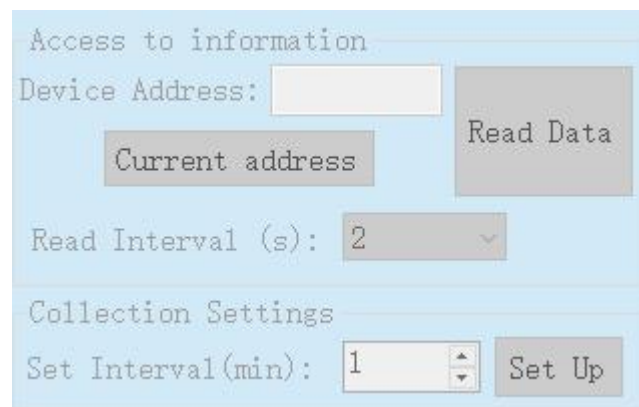 Access to information
Device Address:
Read Data
Current address
Read Interval (s): 2
Collection Settings
Set Interval(min): 1 Set Up